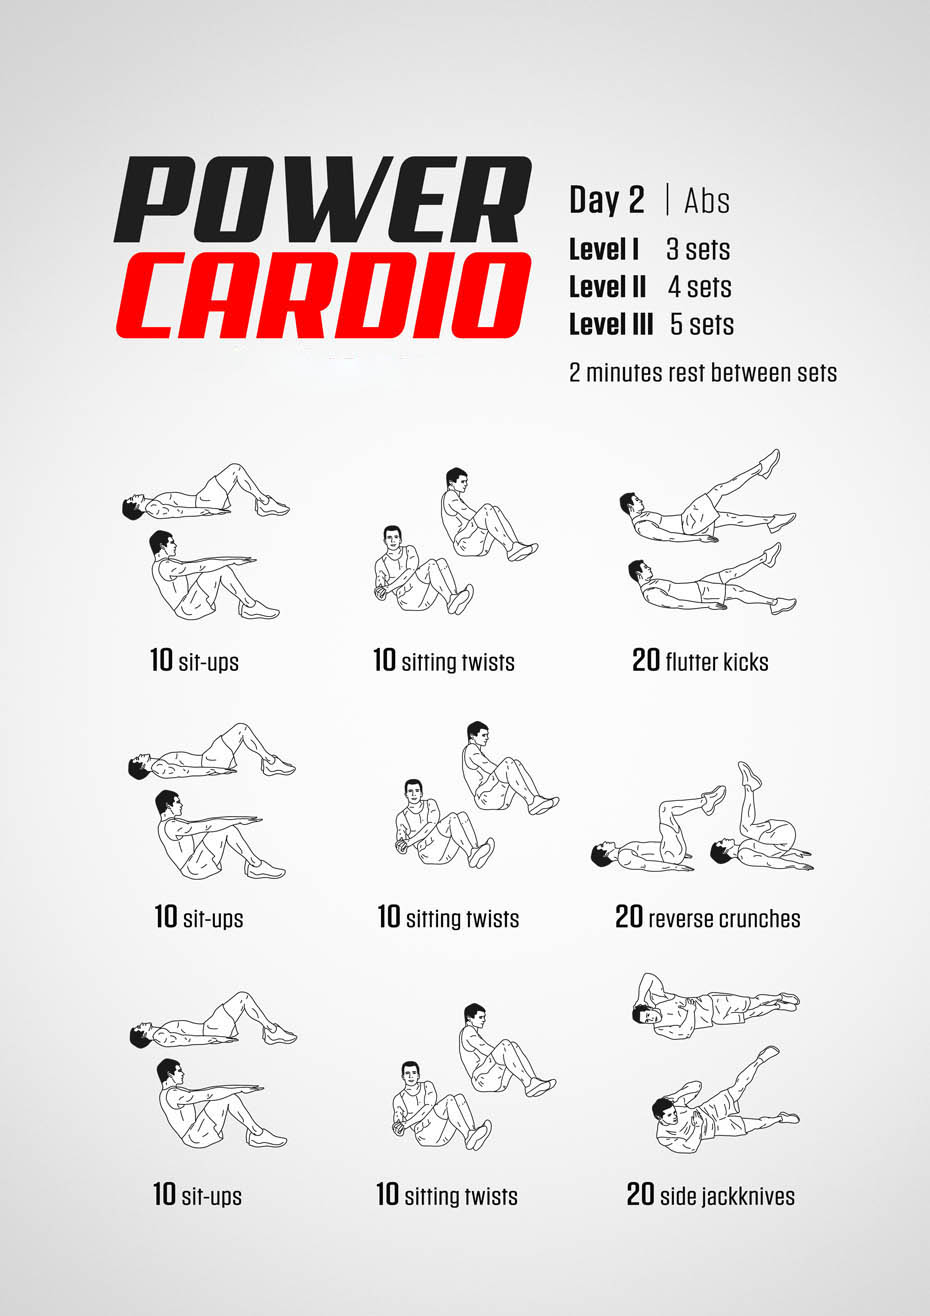 POWER
CARDIO
Day 2 | Abs
Level I 3 sets
Level II 4 sets
Level III 5 sets
2 minutes rest between sets
10 sit-ups
10 sitting twists
20 flutter kicks
10 sit-ups
10 sitting twists
20 reverse crunches
10 sit-ups
10 sitting twists
20 side jackknives